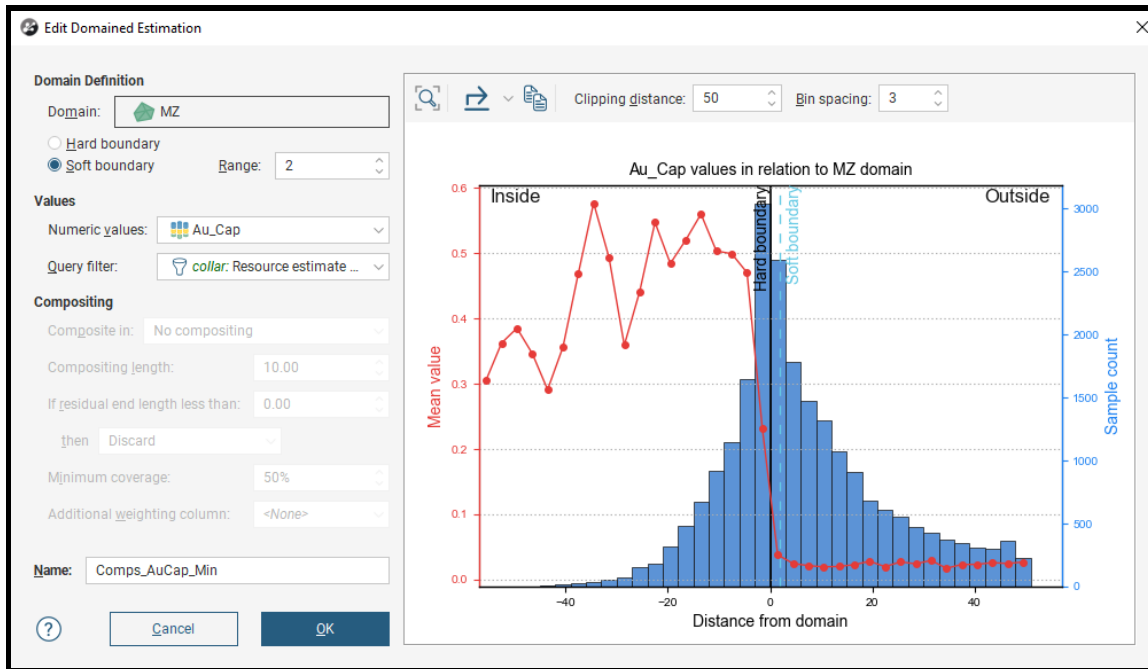 Edit Domained Estimation
Domain Definition
Domain: MZ
Hard boundary
Soft boundary Range: 2
Values
Numeric values: Au_Cap
Query filter: collar: Resource estimate ...
Compositing
Composite in: No compositing
Compositing length: 10.00
If residual end length less than: 0.00
then Discard
Minimum coverage: 50%
Additional weighting column: <None>
Name: Comps_AuCap_Min
Cancel OK
Clipping distance: 50 Bin spacing: 3
Au_Cap values in relation to MZ domain
Inside
Outside
Hard boundary
Soft boundary
Mean value
0.6
0.5
0.4
0.3
0.2
0.1
0.0
Sample count
3000
2500
2000
1500
1000
500
0
−40 −20 0 20 40
Distance from domain